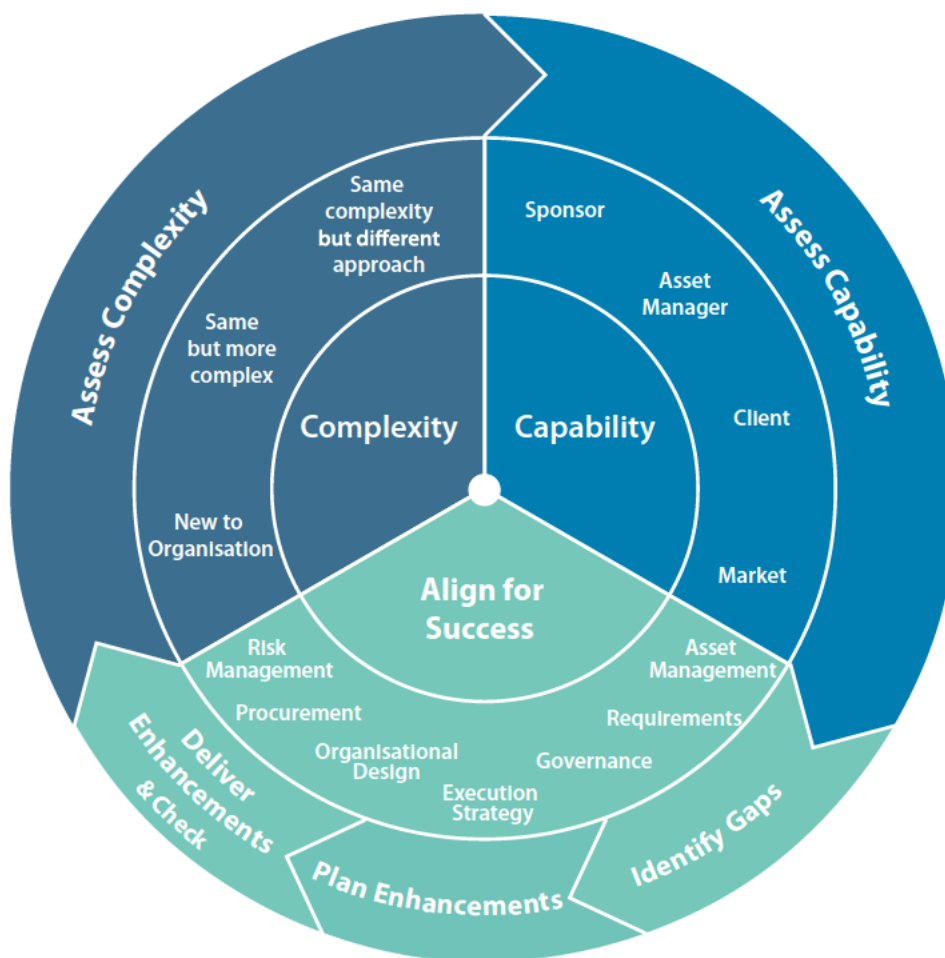 Assess Complexity
Assess Capability
Same
complexity
but different
approach
Same
but more
complex
New to
Organisation
Complexity
Sponsor
Asset
Manager
Client
Market
Capability
Align for
Success
Risk
Management
Procurement
Organisational
Design
Execution
Strategy
Governance
Requirements
Asset
Management
Deliver
Enhancements
& Check
Plan Enhancements
Identify Gaps